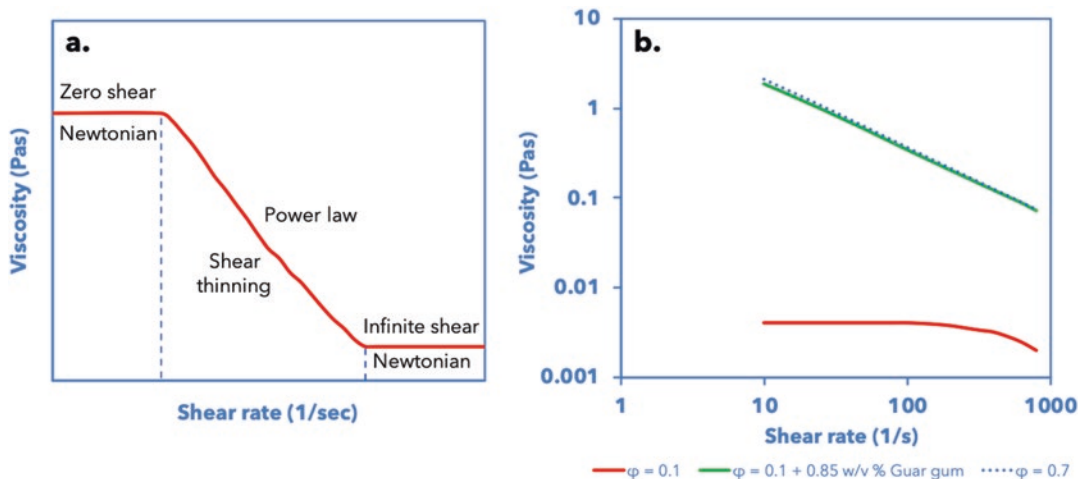 a.
Zero shear
Newtonian
Power law
Shear
thinning
Infinite shear
Newtonian
Viscosity (Pas)
Shear rate (1/sec)
b.
10
1
0.1
0.01
0.001
1
10
100
1000
Viscosity (Pas)
Shear rate (1/s)
φ = 0.1
φ = 0.1 + 0.85 w/v % Guar gum
φ = 0.7